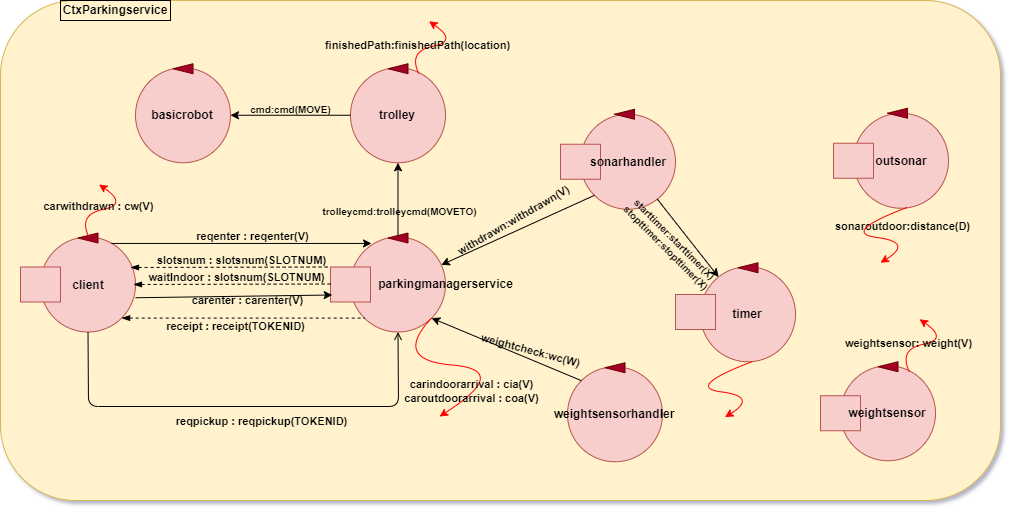 CtxParkingservice
finishedPath:finishedPath(location)
basicrobot
cmd:cmd(MOVE)
trolley
sonarhandler
outsonar
carwithdrawn : cw(V)
trolleycmd:trolleycmd(MOVETO)
withdrawn:withdrawn(V)
starttimer:starttimer(X)
stopttimer:stopttimer(X)
sonaroutdoor:distance(D)
reqenter : reqenter(V)
slotsnum : slotsnum(SLOTNUM)
waitIndoor : slotsnum(SLOTNUM)
client
parkingmanagerservice
carenter : carenter(V)
receipt : receipt(TOKENID)
timer
weightsensor: weight(V)
weightcheck:wc(W)
carindoorarrival : cia(V)
caroutdoorarrival : coa(V)
weightsensorhandler
weightsensor
reqpickup : reqpickup(TOKENID)